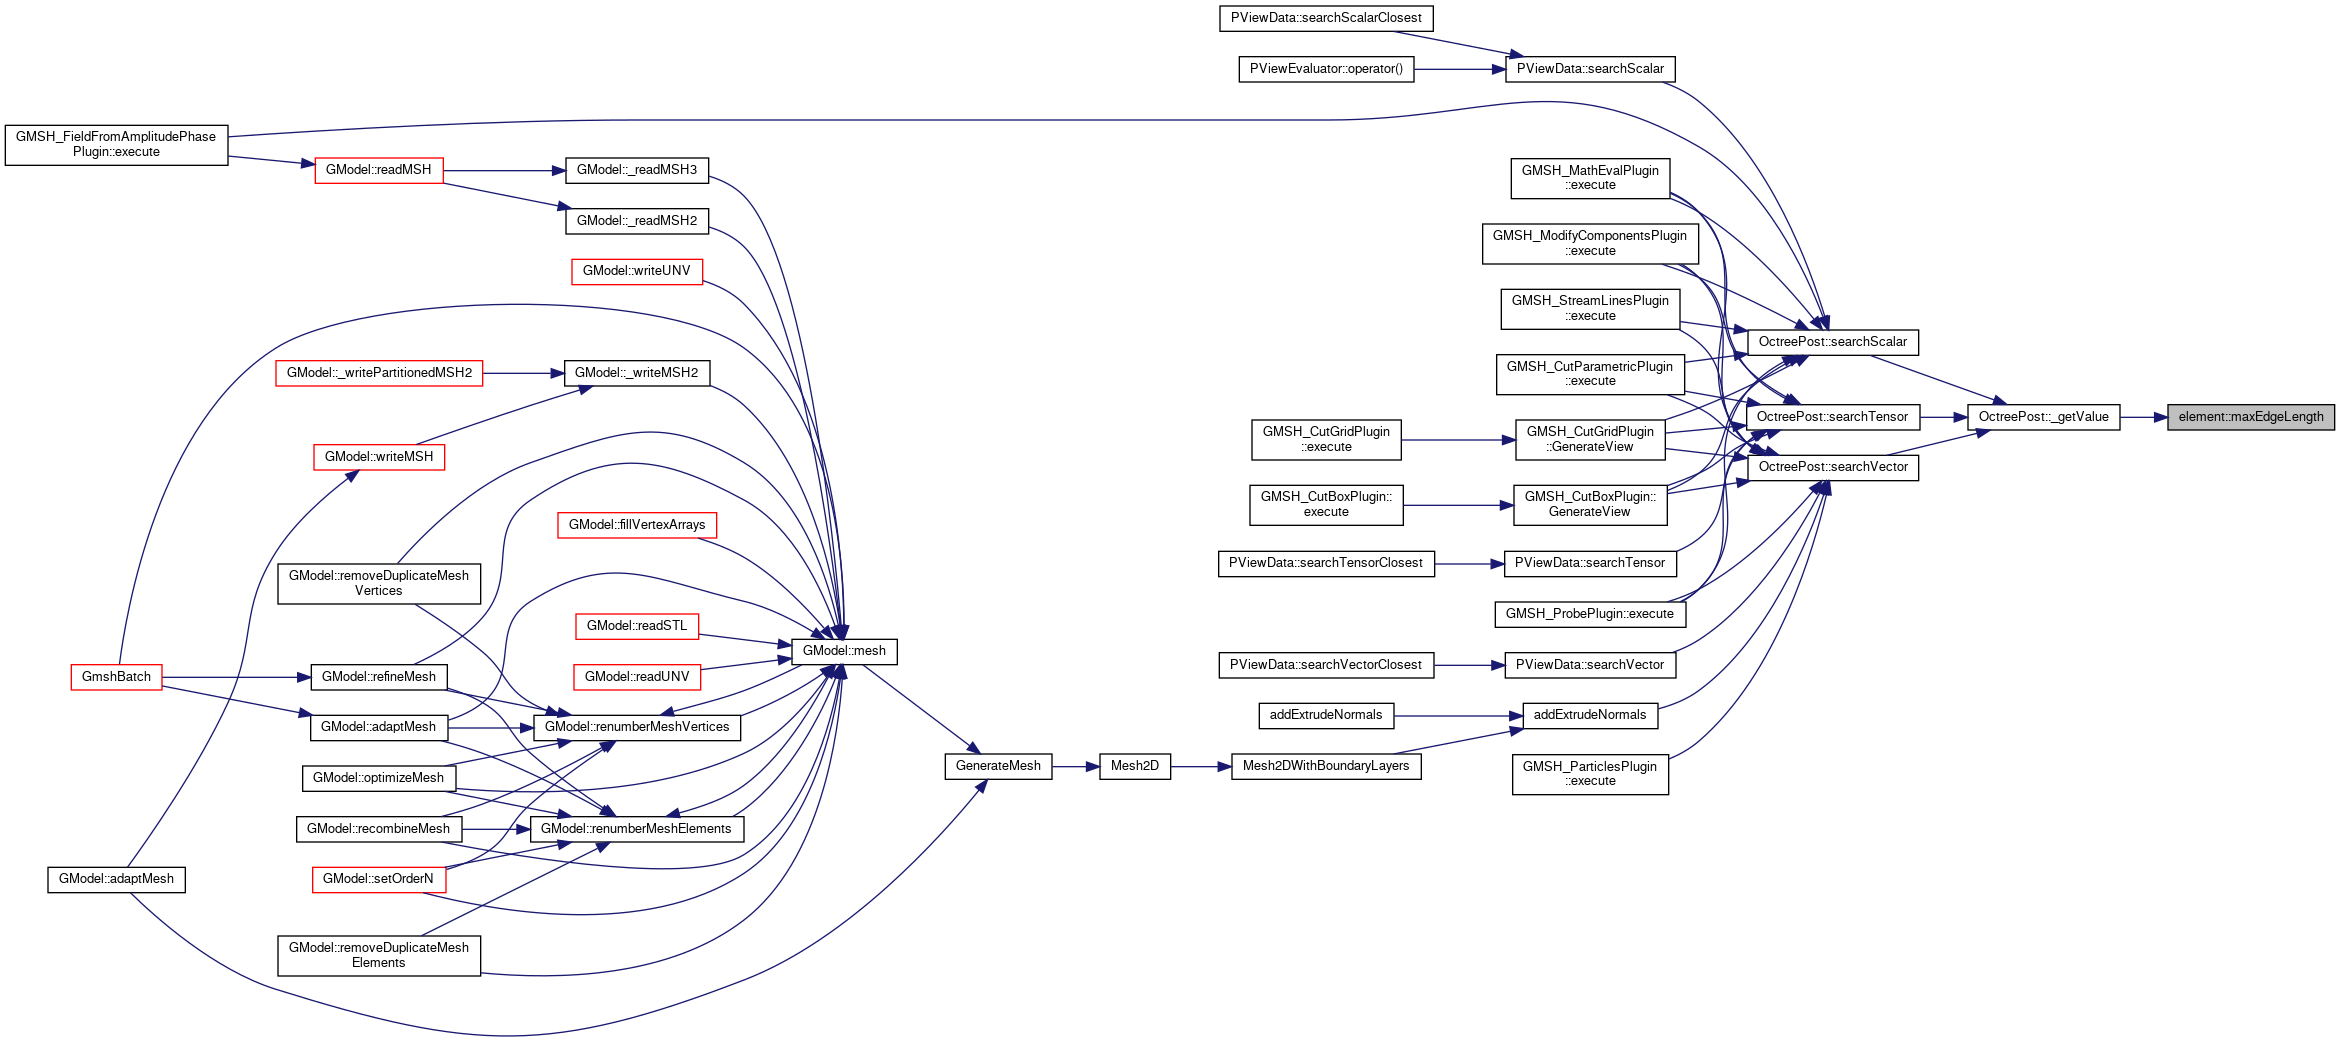 PViewData::searchScalarClosest
PViewEvaluator::operator()
PViewData::searchScalar
GMSH_FieldFromAmplitudePhase
Plugin::execute
GModel::readMSH
GModel::_readMSH3
GModel::_readMSH2
GModel::writeUNV
GModel::_writePartitionedMSH2
GModel::_writeMSH2
GModel::writeMSH
GModel::fillVertexArrays
GModel::removeDuplicateMesh
Vertices
GModel::readSTL
GModel::readUNV
GModel::mesh
GmshBatch
GModel::refineMesh
GModel::adaptMesh
GModel::renumberMeshVertices
GModel::optimizeMesh
GModel::recombineMesh
GModel::renumberMeshElements
GModel::adaptMesh
GModel::setOrderN
GModel::removeDuplicateMesh
Elements
GenerateMesh
Mesh2D
Mesh2DWithBoundaryLayers
GMSH_MathEvalPlugin
::execute
GMSH_ModifyComponentsPlugin
::execute
GMSH_StreamLinesPlugin
::execute
GMSH_CutParametricPlugin
::execute
GMSH_CutGridPlugin
::execute
GMSH_CutGridPlugin
::GenerateView
GMSH_CutBoxPlugin::
execute
GMSH_CutBoxPlugin::
GenerateView
PViewData::searchTensorClosest
PViewData::searchTensor
GMSH_ProbePlugin::execute
PViewData::searchVectorClosest
PViewData::searchVector
addExtrudeNormals
addExtrudeNormals
GMSH_ParticlesPlugin
::execute
OctreePost::searchScalar
OctreePost::searchTensor
OctreePost::searchVector
OctreePost::_getValue
element::maxEdgeLength